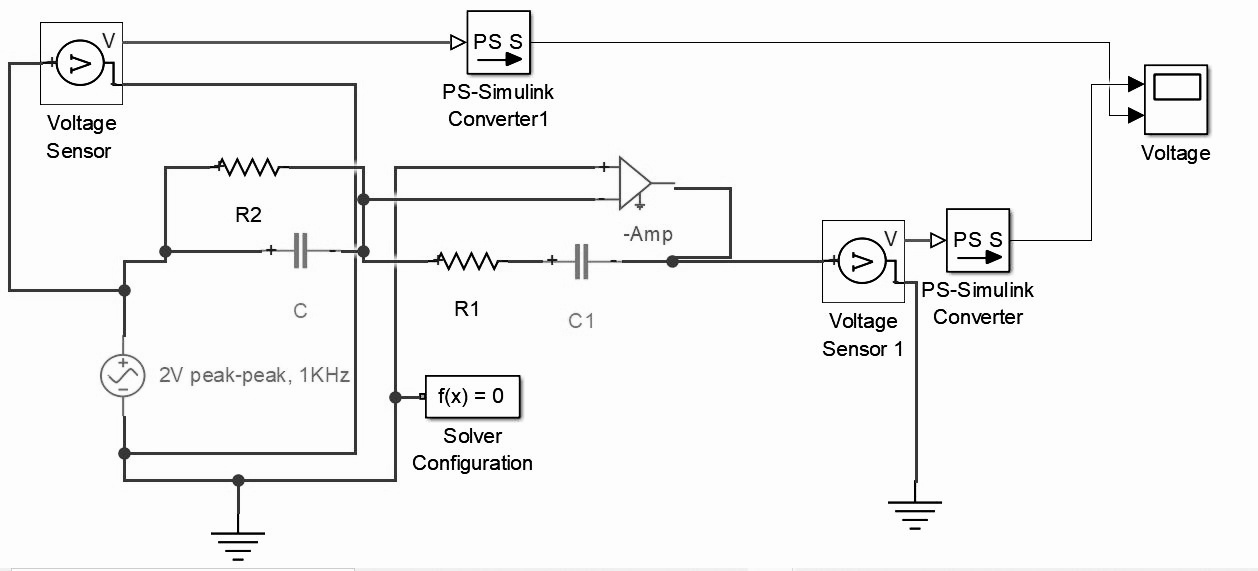 V
PS S
PS-Simulink
Converter1
Voltage
Sensor
Voltage
R2
+
-
-Amp
+
-
C
R1
+
-
C1
V
PS S
PS-Simulink
Converter
Voltage
Sensor 1
2V peak-peak, 1KHz
f(x) = 0
Solver
Configuration